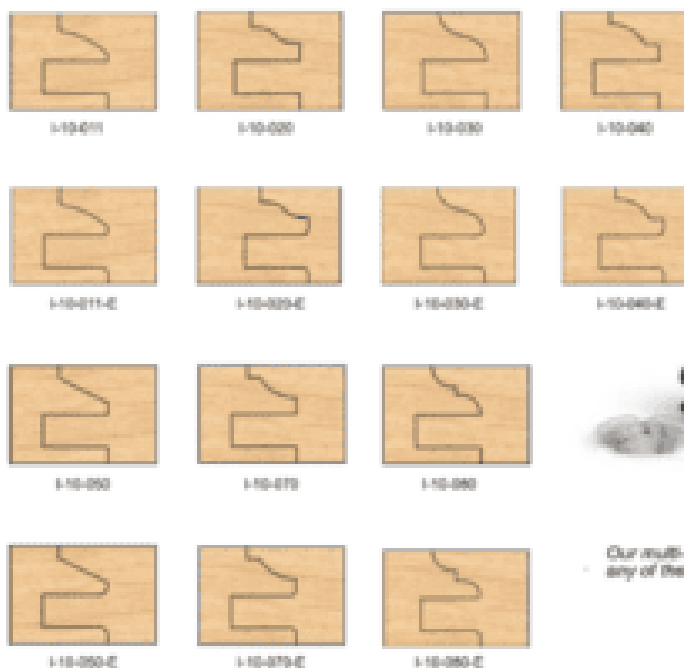 I-10-011
I-10-020
I-10-030
I-10-040
I-10-011-E
I-10-020-E
I-10-030-E
I-10-040-E
I-10-050
I-10-070
I-10-080
Our multi-
any of the
I-10-050-E
I-10-070-E
I-10-080-E